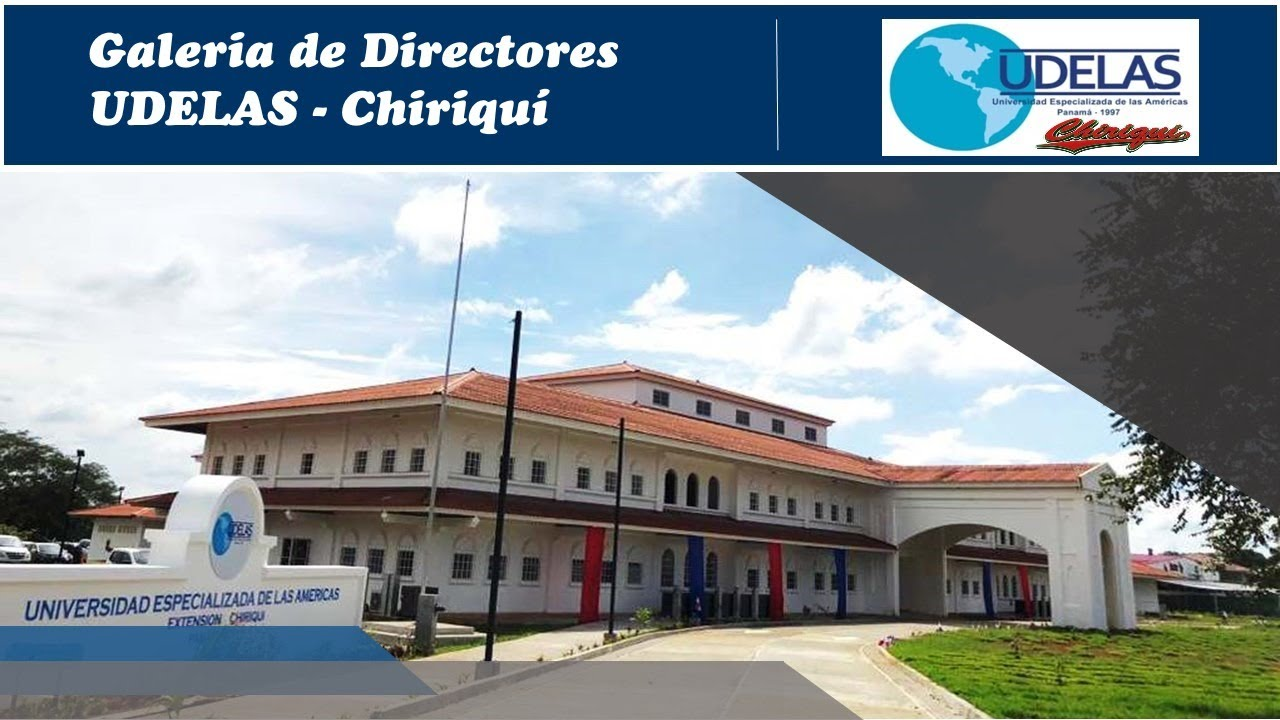 Galeria de Directores
UDELAS - Chiriquí
UDELAS
Universidad Especializada de las Américas
Panamá - 1997
Chiriquí
UDELAS
UNIVERSIDAD ESPECIALIZADA DE LAS AMERICAS
EXTENSION CHIRIQUI